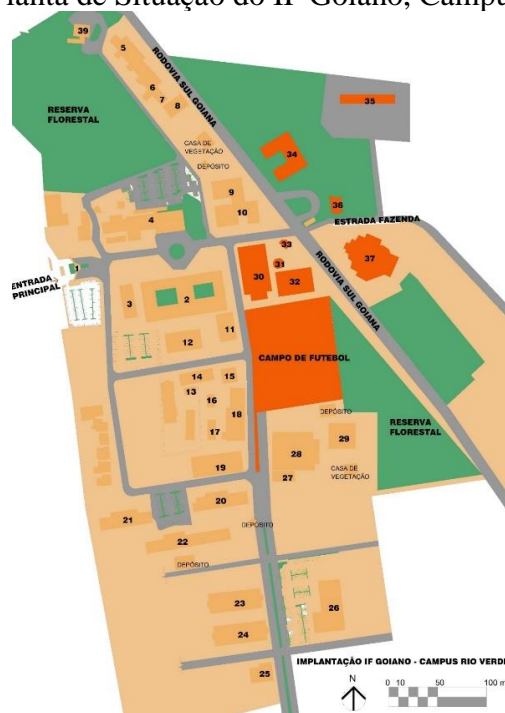 lanta de Situação do IF Goiano, Campu
39
5
6
7
8
RODOVIA SUL GOIANA
RESERVA
FLORESTAL
35
CASA DE
VEGETAÇÃO
DEPÓSITO
34
9
10
36
4
ESTRADA FAZENDA
33
37
1
ENTRADA
PRINCIPAL
31
30
32
RODOVIA SUL GOIANA
2
3
11
12
CAMPO DE FUTEBOL
14
15
13
16
18
17
DEPÓSITO
29
RESERVA
FLORESTAL
28
19
27
CASA DE
VEGETAÇÃO
20
21
DEPÓSITO
22
DEPÓSITO
23
26
24
25
IMPLANTAÇÃO IF GOIANO - CAMPUS RIO VERD
N
0 10 50 100 m